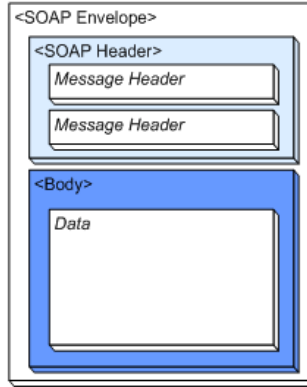 <SOAP Envelope>
<SOAP Header>
Message Header
Message Header
<Body>
Data